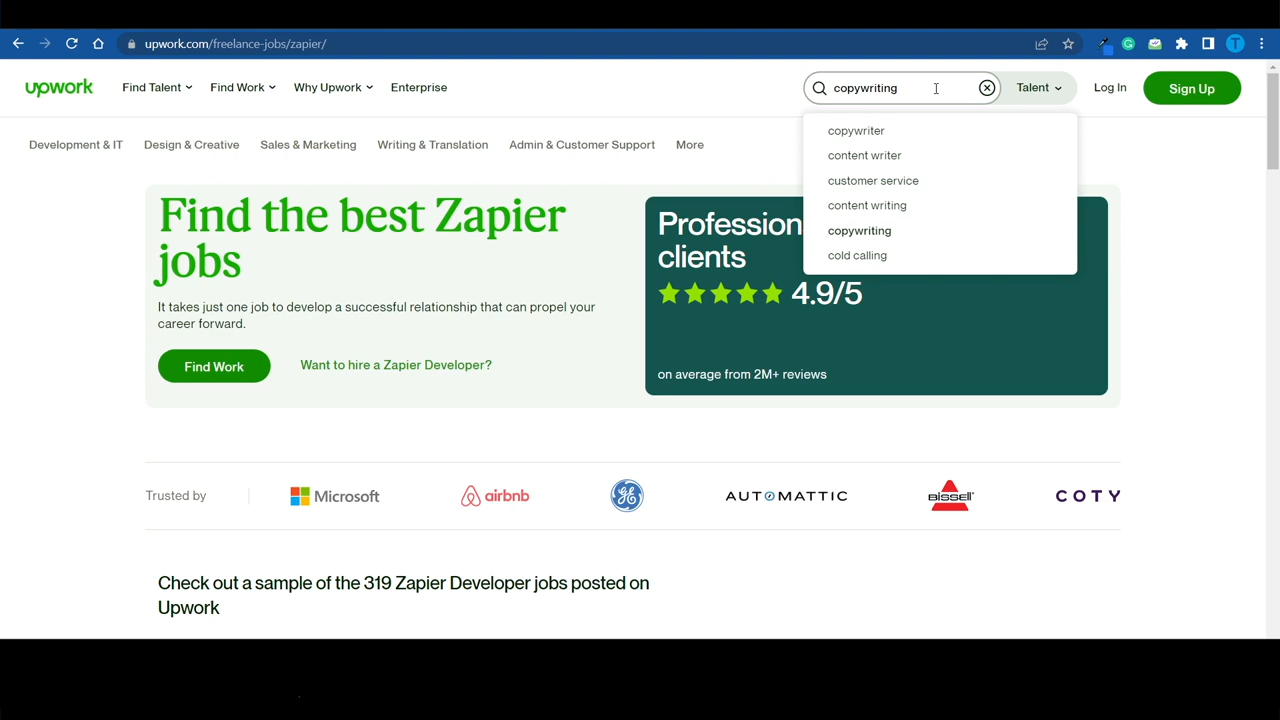 upwork.com/freelance-jobs/zapier/
T
upwork
Find Talent
Find Work
Why Upwork
Enterprise
copywriting
Talent
Log In
Sign Up
copywriter
content writer
customer service
content writing
copywriting
cold calling
Development & IT
Design & Creative
Sales & Marketing
Writing & Translation
Admin & Customer Support
More
Find the best Zapier
jobs
It takes just one job to develop a successful relationship that can propel your
career forward.
Find Work
Want to hire a Zapier Developer?
Profession
clients
4.9/5
on average from 2M+ reviews
Trusted by
Microsoft
airbnb
GE
AUTOMATTIC
BISSELL
COTY
Check out a sample of the 319 Zapier Developer jobs posted on
Upwork